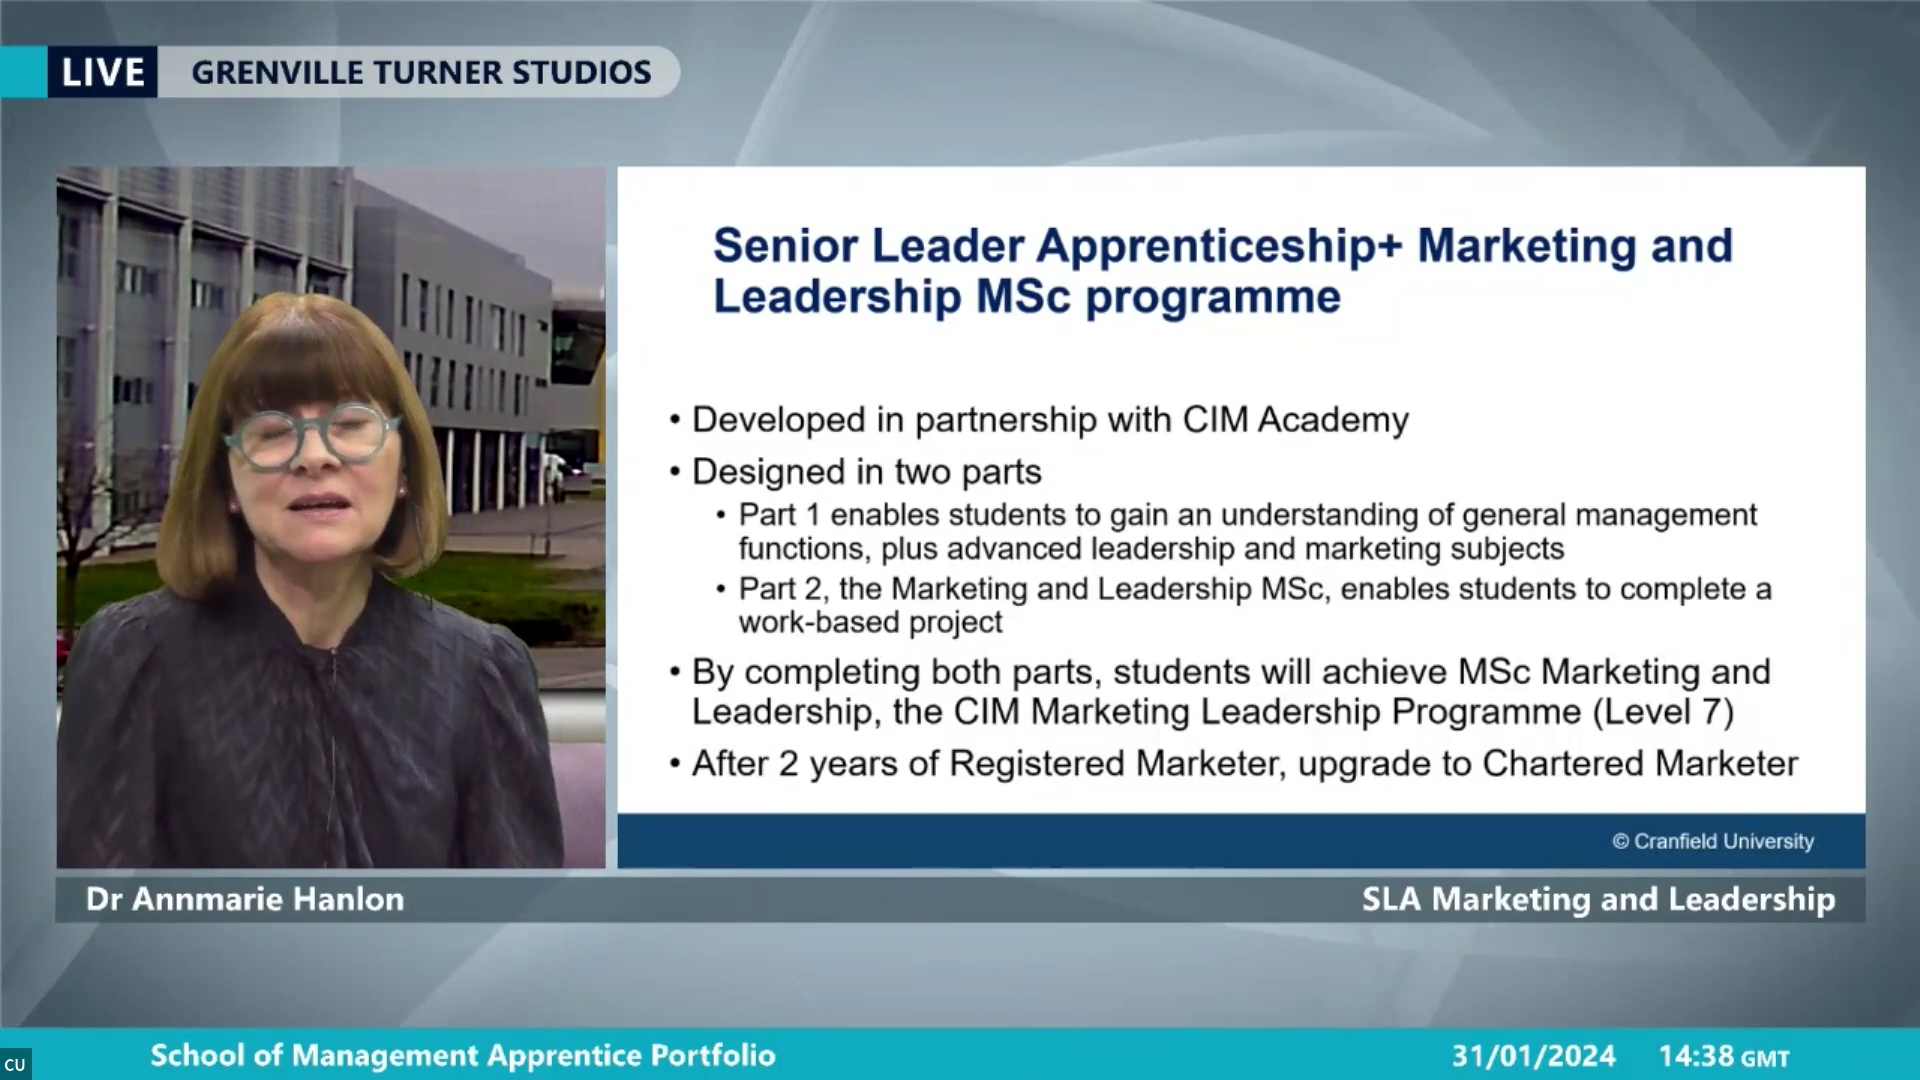 LIVE GRENVILLE TURNER STUDIOS
Senior Leader Apprenticeship+ Marketing and
Leadership MSc programme
• Developed in partnership with CIM Academy
• Designed in two parts
• Part 1 enables students to gain an understanding of general management
functions, plus advanced leadership and marketing subjects
• Part 2, the Marketing and Leadership MSc, enables students to complete a
work-based project
• By completing both parts, students will achieve MSc Marketing and
Leadership, the CIM Marketing Leadership Programme (Level 7)
• After 2 years of Registered Marketer, upgrade to Chartered Marketer
© Cranfield University
Dr Annmarie Hanlon
SLA Marketing and Leadership
CU
School of Management Apprentice Portfolio
31/01/2024 14:38 GMT